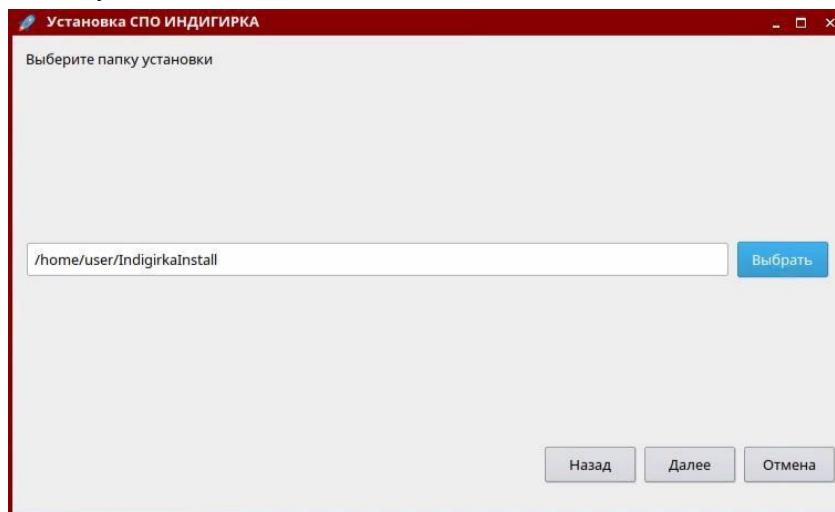 Установка СПО ИНДИГИРКА
Выберите папку установки
/home/user/IndigirkaInstall
Выбрать
Назад
Далее
Отмена